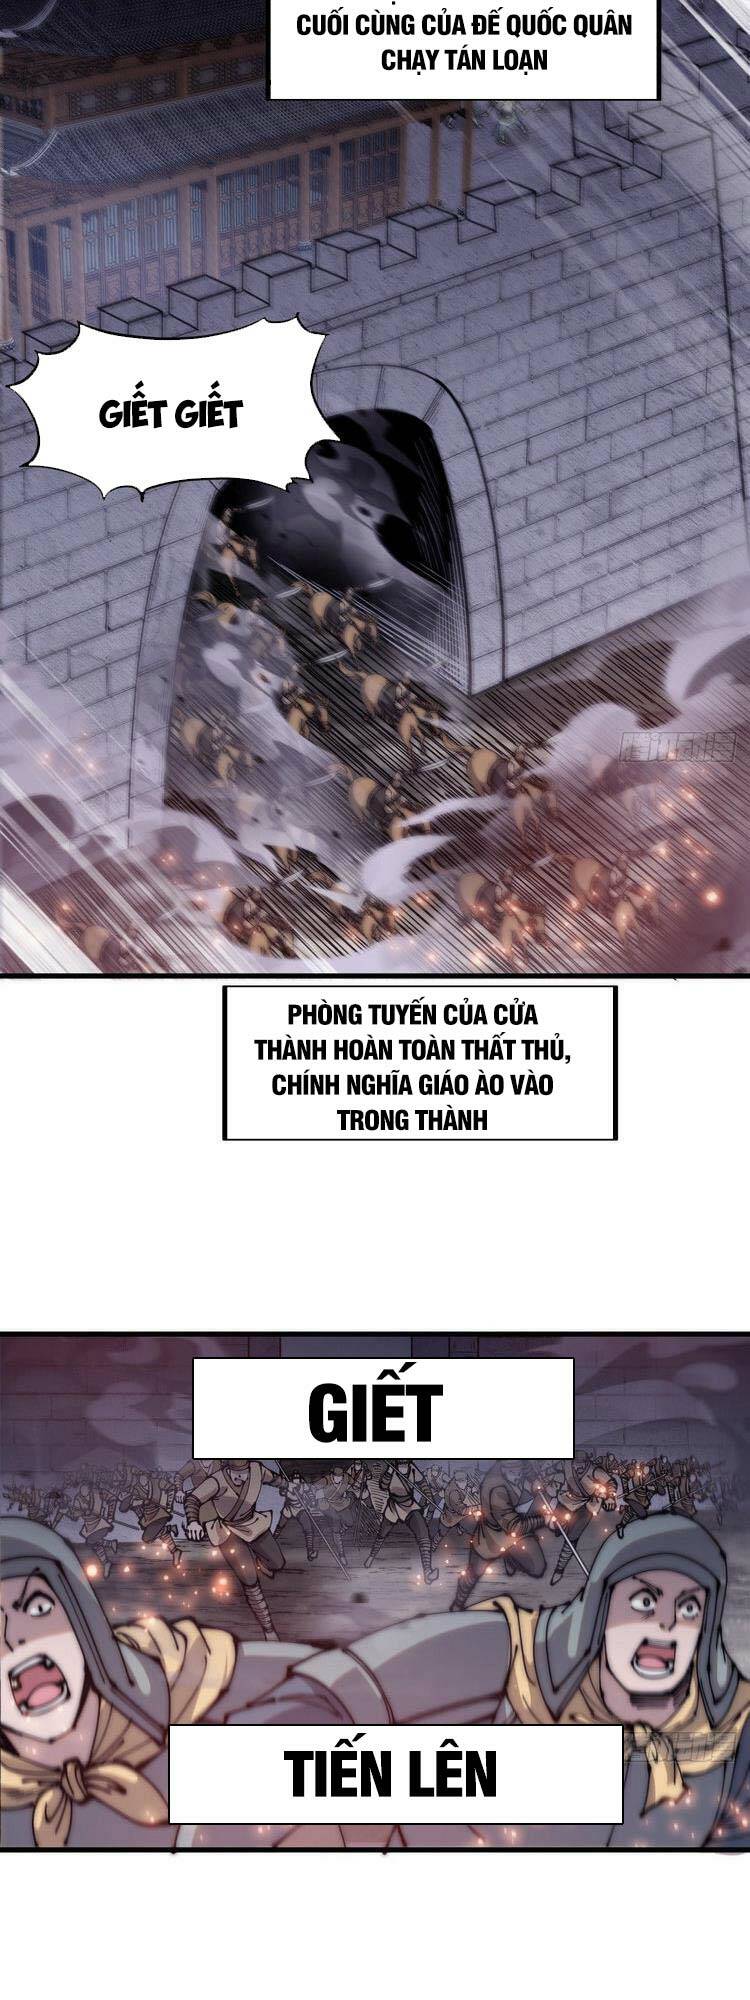 CUỐI CÙNG CỦA ĐẾ QUỐC QUÂN
CHẠY TÁN LOẠN
GIẾT GIẾT
PHÒNG TUYẾN CỦA CỬA
THÀNH HOÀN TOÀN THẤT THỦ,
CHÍNH NGHĨA GIÁO ÀO VÀO
TRONG THÀNH
GIẾT
TIẾN LÊN